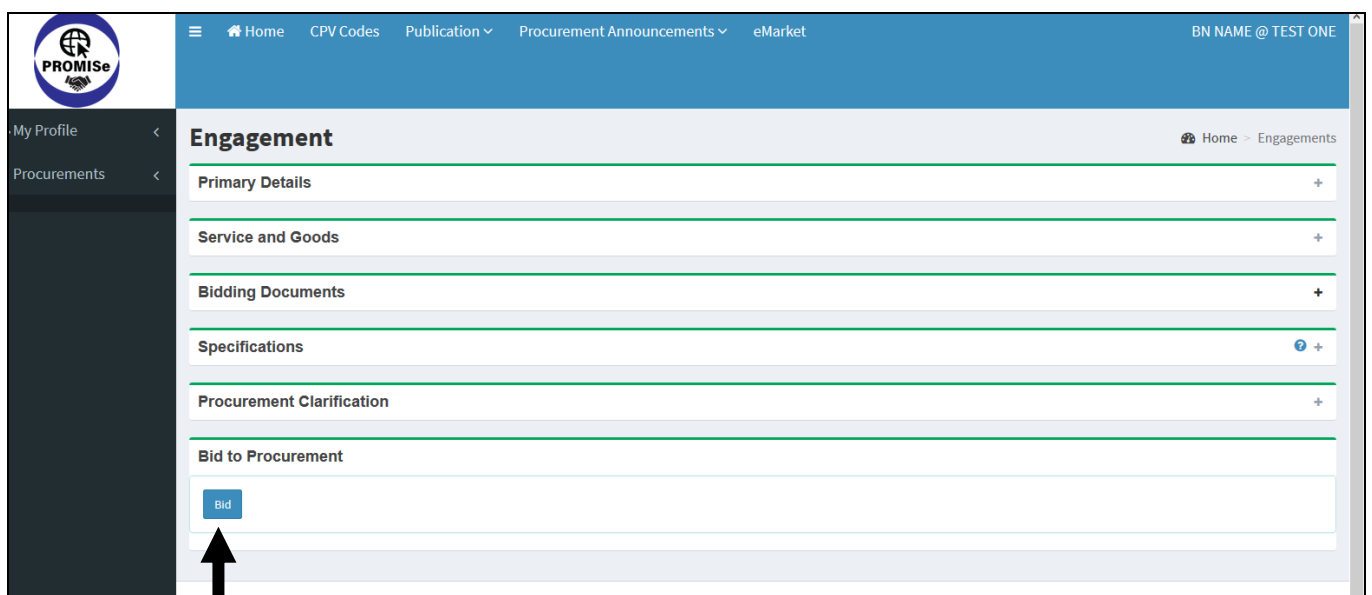 PROMISe
Home CPV Codes Publication Procurement Announcements eMarket BN NAME @ TEST ONE
My Profile
Procurements
Engagement
Home > Engagements
Primary Details +
Service and Goods +
Bidding Documents +
Specifications ? +
Procurement Clarification +
Bid to Procurement
Bid